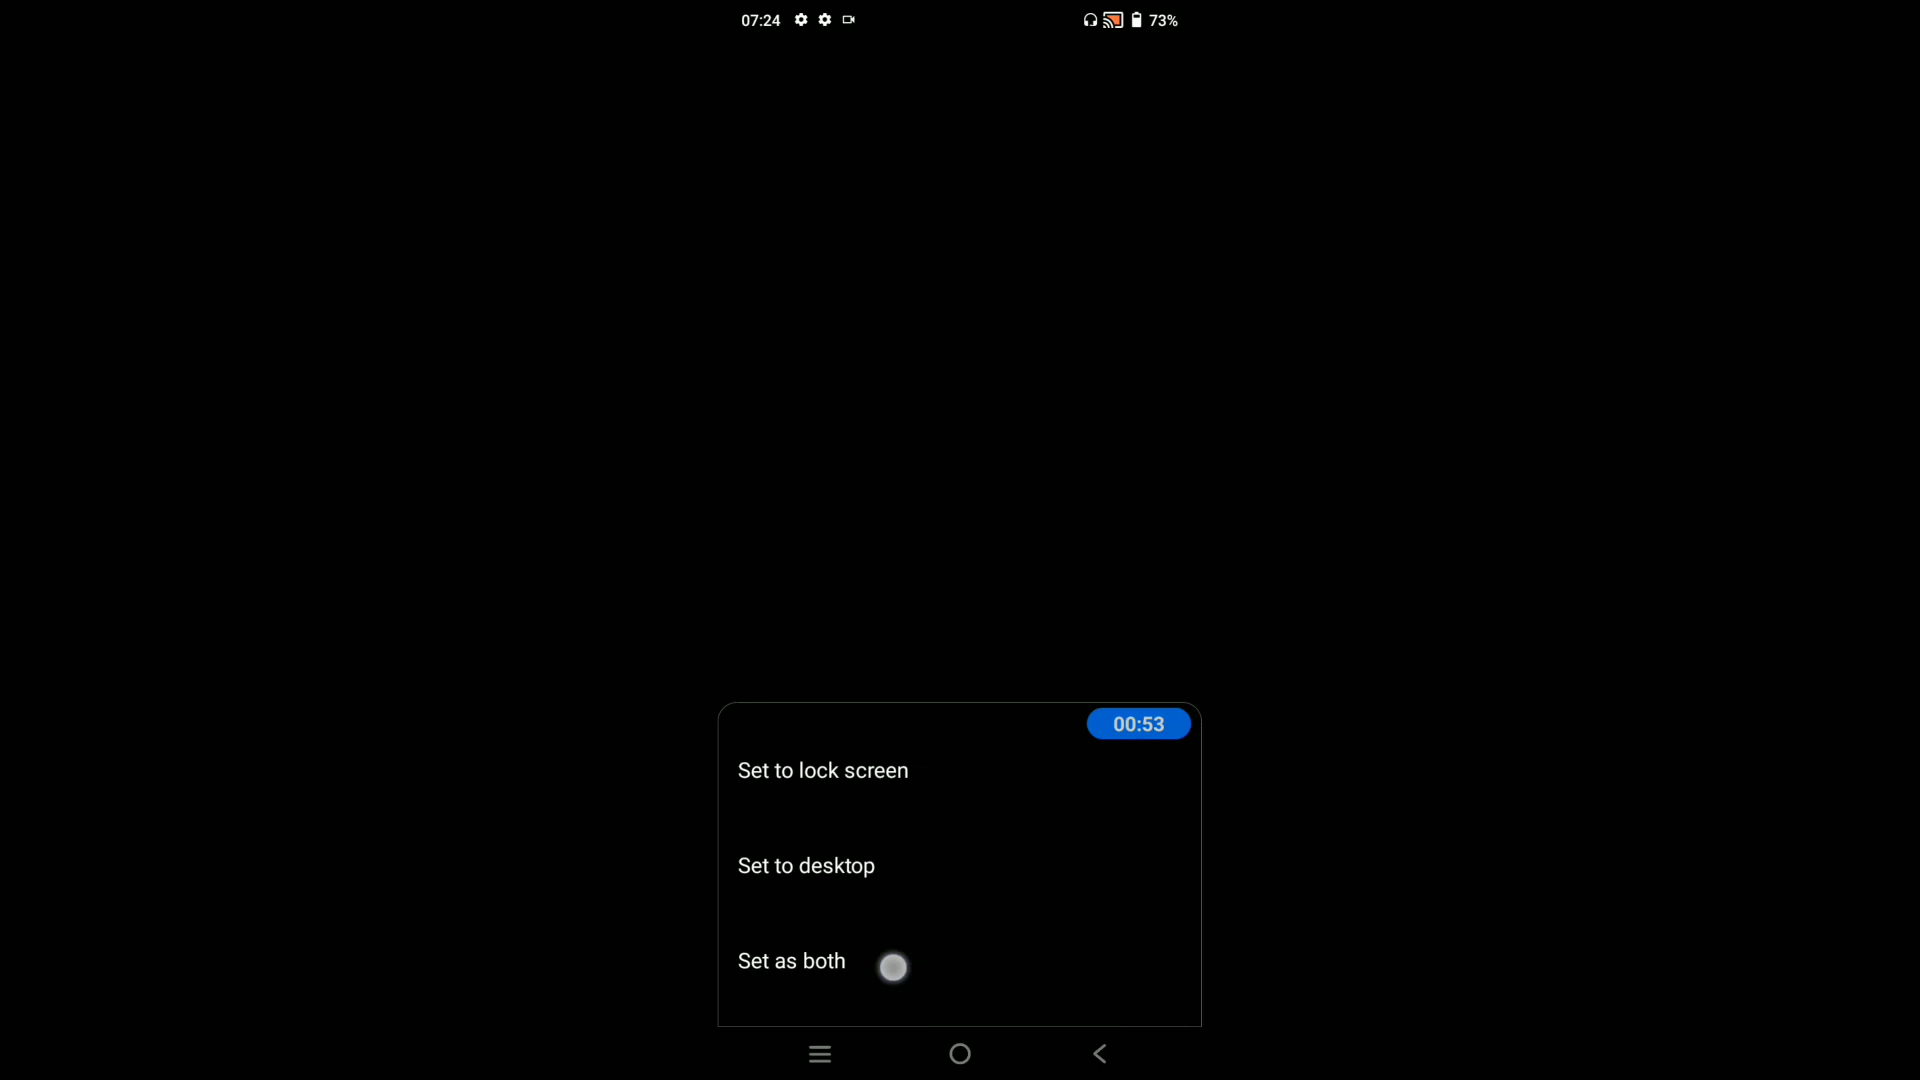 07:24
73%
00:53
Set to lock screen
Set to desktop
Set as both